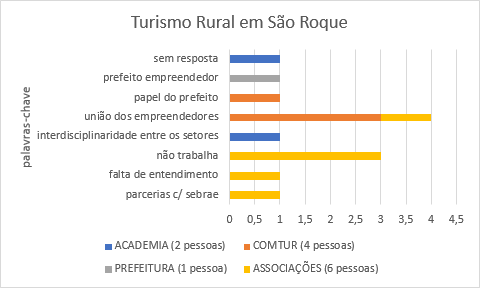 Turismo Rural em São Roque
palavras-chave
sem resposta
prefeito empreendedor
papel do prefeito
união dos empreendedores
interdisciplinaridade entre os setores
não trabalha
falta de entendimento
parcerias c/ sebrae
0 0,5 1 1,5 2 2,5 3 3,5 4 4,5
ACADEMIA (2 pessoas) COMTUR (4 pessoas)
PREFEITURA (1 pessoa) ASSOCIAÇÕES (6 pessoas)